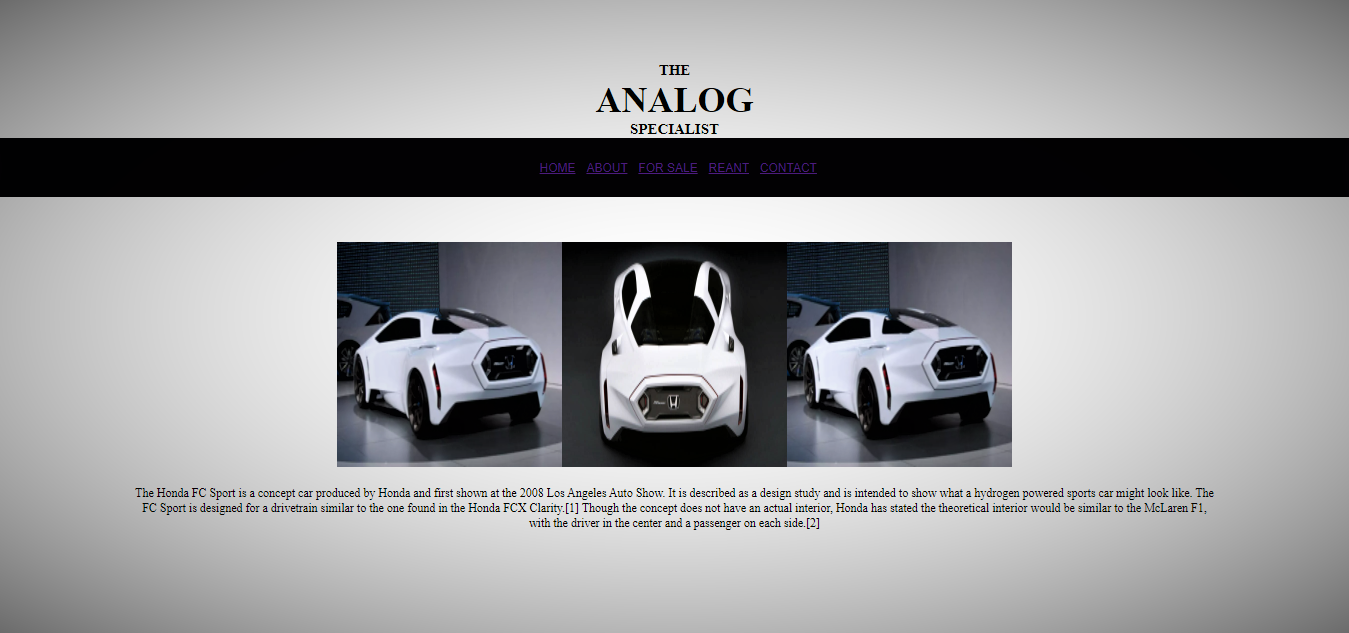 THE
ANALOG
SPECIALIST
HOME ABOUT FOR SALE REANT CONTACT
The Honda FC Sport is a concept car produced by Honda and first shown at the 2008 Los Angeles Auto Show. It is described as a design study and is intended to show what a hydrogen powered sports car might look like. The
FC Sport is designed for a drivetrain similar to the one found in the Honda FCX Clarity.[1] Though the concept does not have an actual interior, Honda has stated the theoretical interior would be similar to the McLaren F1,
with the driver in the center and a passenger on each side.[2]